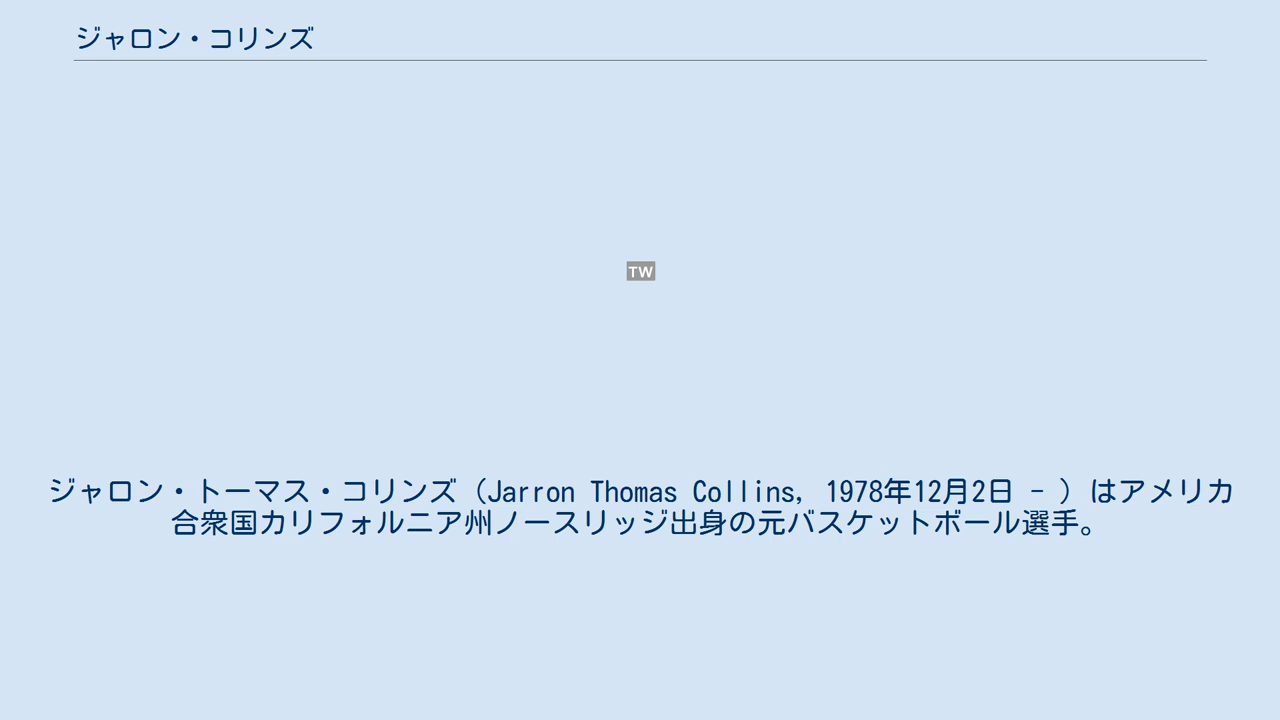 ジャロン・コリンズ
TW
ジャロン・トーマス・コリンズ（Jarron Thomas Collins, 1978年12月2日 - ）はアメリカ
合衆国カリフォルニア州ノースリッジ出身の元バスケットボール選手。